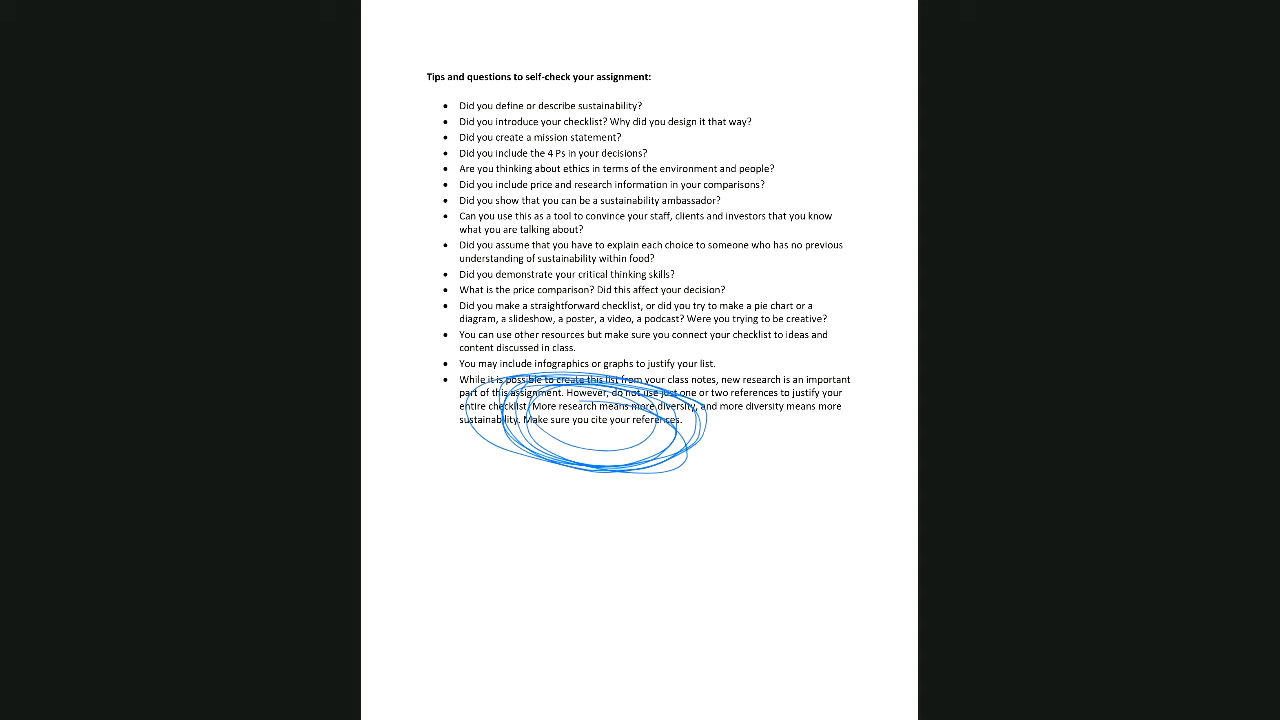 Tips and questions to self-check your assignment:
• Did you define or describe sustainability?
• Did you introduce your checklist? Why did you design it that way?
• Did you create a mission statement?
• Did you include the 4 Ps in your decisions?
• Are you thinking about ethics in terms of the environment and people?
• Did you include price and research information in your comparisons?
• Did you show that you can be a sustainability ambassador?
• Can you use this as a tool to convince your staff, clients and investors that you know
what you are talking about?
• Did you assume that you have to explain each choice to someone who has no previous
understanding of sustainability within food?
• Did you demonstrate your critical thinking skills?
• What is the price comparison? Did this affect your decision?
• Did you make a straightforward checklist, or did you try to make a pie chart or a
diagram, a slideshow, a poster, a video, a podcast? Were you trying to be creative?
• You can use other resources but make sure you connect your checklist to ideas and
content discussed in class.
• You may include infographics or graphs to justify your list.
• While it is possible to create this list from your class notes, new research is an important
part of this assignment. However, do not use just one or two references to justify your
entire checklist. More research means more diversity, and more diversity means more
sustainability. Make sure you cite your references.